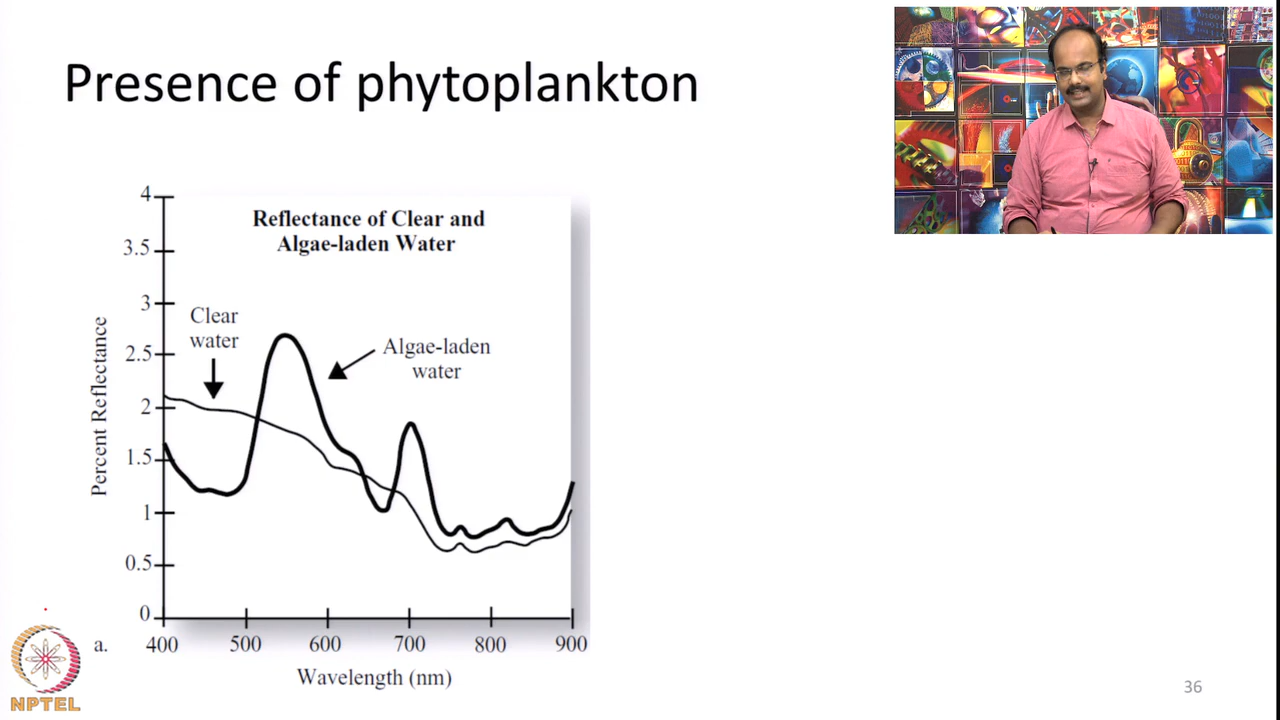 Presence of phytoplankton
Reflectance of Clear and
Algae-laden Water
Clear
water
Algae-laden
water
Percent Reflectance
4
3.5
3
2.5
2
1.5
1
0.5
0
400 500 600 700 800 900
a.
Wavelength (nm)
NPTEL
36